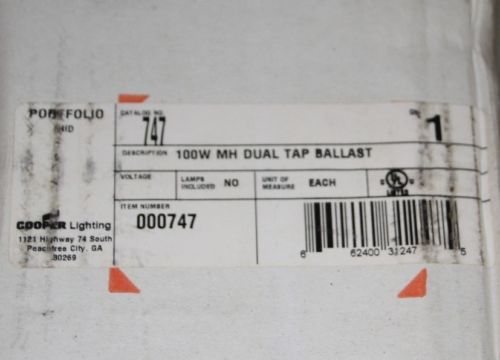 PORTFOLIO
HID
CATALOG NO.
747
QTY
1
DESCRIPTION 100W MH DUAL TAP BALLAST
VOLTAGE
LAMPS INCLUDED NO
UNIT OF MEASURE EACH
UL
LISTED
ITEM NUMBER
000747
COOPER Lighting
1121 Highway 74 South
Peachtree City, GA
30269
6 62400 31247 5